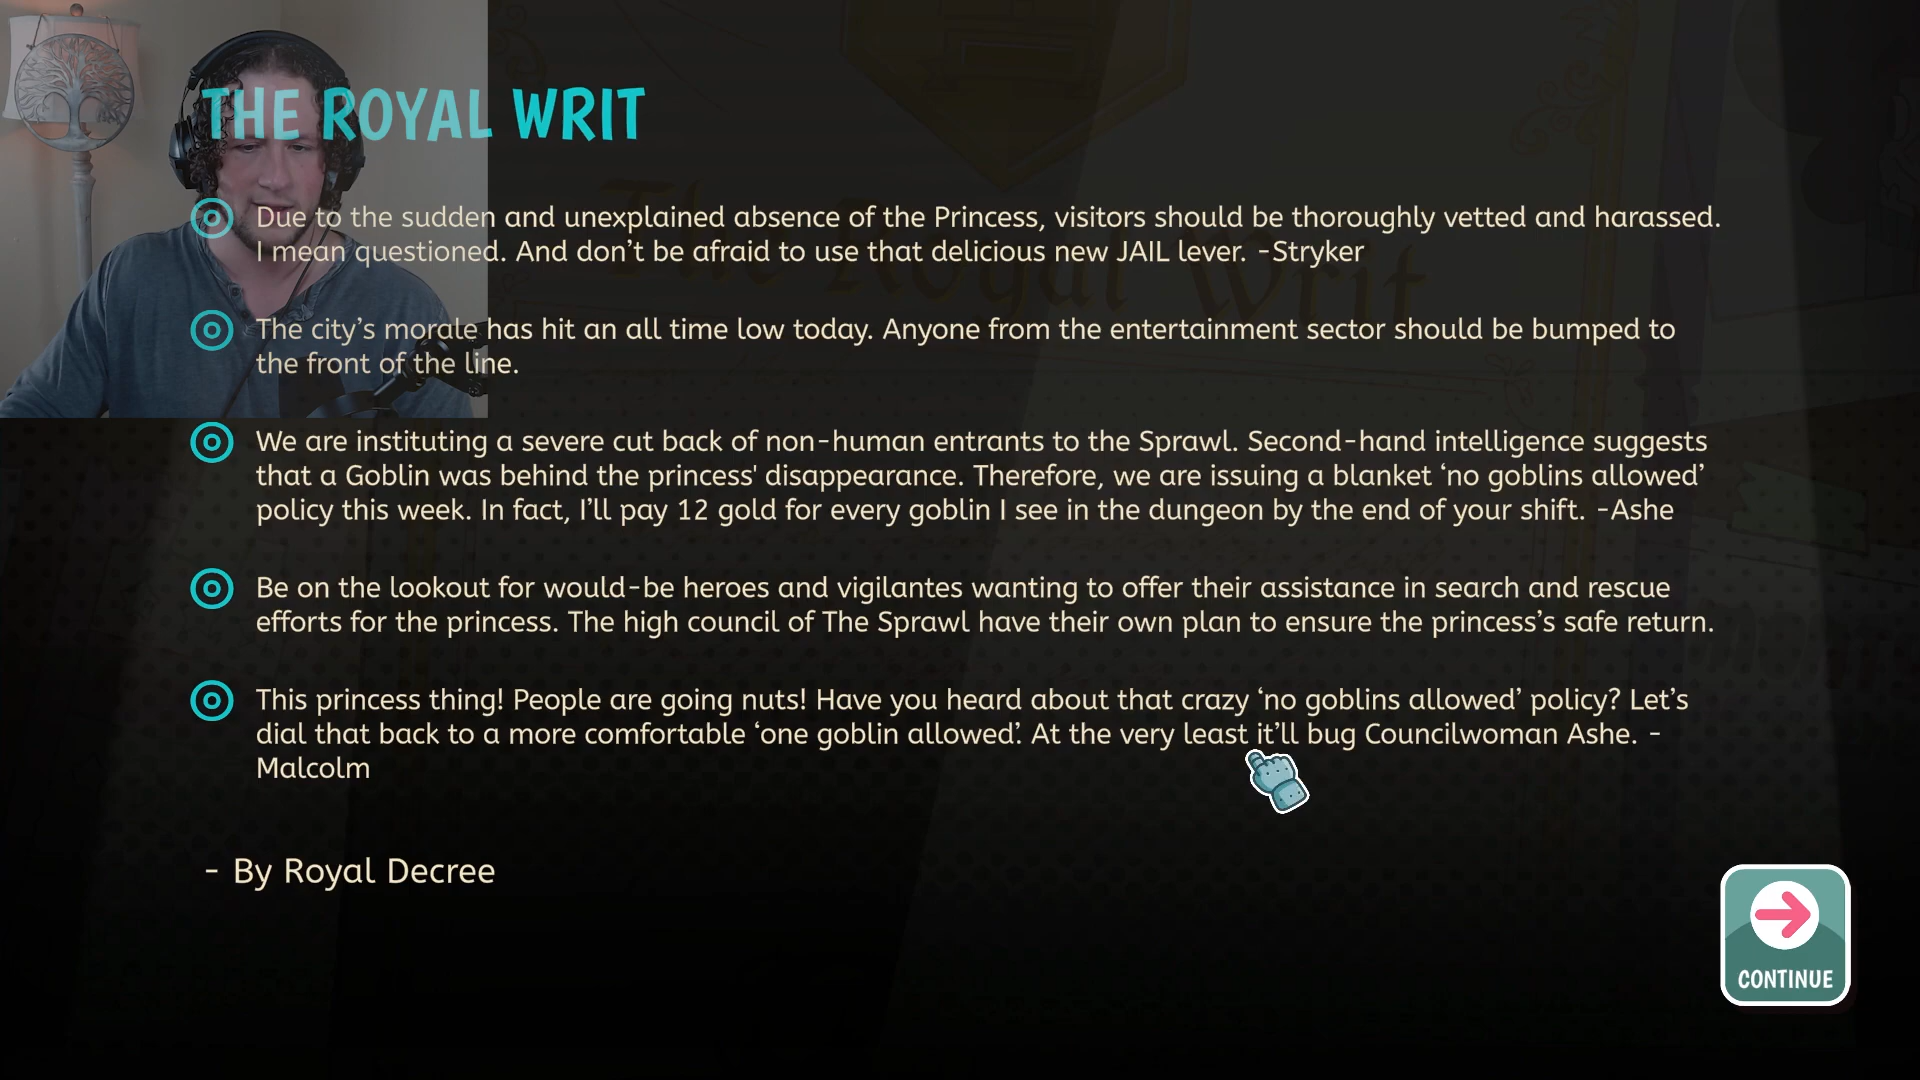 THE ROYAL WRIT
Due to the sudden and unexplained absence of the Princess, visitors should be thoroughly vetted and harassed.
I mean questioned. And don’t be afraid to use that delicious new JAIL lever. -Stryker
The city’s morale has hit an all time low today. Anyone from the entertainment sector should be bumped to
the front of the line.
We are instituting a severe cut back of non-human entrants to the Sprawl. Second-hand intelligence suggests
that a Goblin was behind the princess' disappearance. Therefore, we are issuing a blanket ‘no goblins allowed’
policy this week. In fact, I’ll pay 12 gold for every goblin I see in the dungeon by the end of your shift. -Ashe
Be on the lookout for would-be heroes and vigilantes wanting to offer their assistance in search and rescue
efforts for the princess. The high council of The Sprawl have their own plan to ensure the princess’s safe return.
This princess thing! People are going nuts! Have you heard about that crazy ‘no goblins allowed’ policy? Let’s
dial that back to a more comfortable ‘one goblin allowed’. At the very least it’ll bug Councilwoman Ashe. -
Malcolm
- By Royal Decree
CONTINUE
The Royal Writ